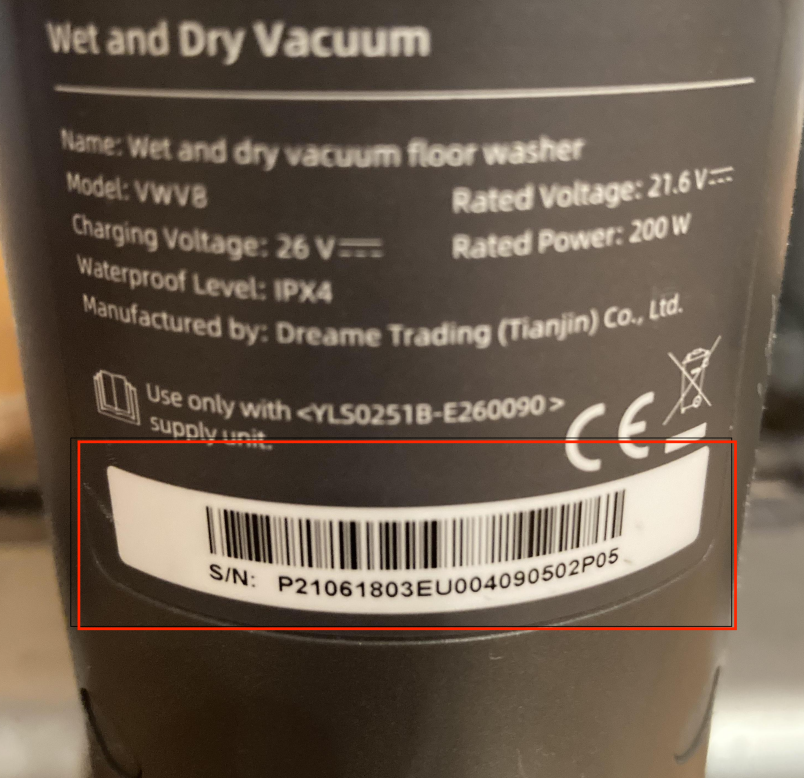 Wet and Dry Vacuum
Name: Wet and dry vacuum floor washer
Model: VWV8
Rated Voltage: 21.6 V⎓
Charging Voltage: 26 V⎓
Rated Power: 200 W
Waterproof Level: IPX4
Manufactured by: Dreame Trading (Tianjin) Co., Ltd.
Use only with <YLS0251B-E260090>
supply unit.
CE
S/N: P21061803EU004090502P05